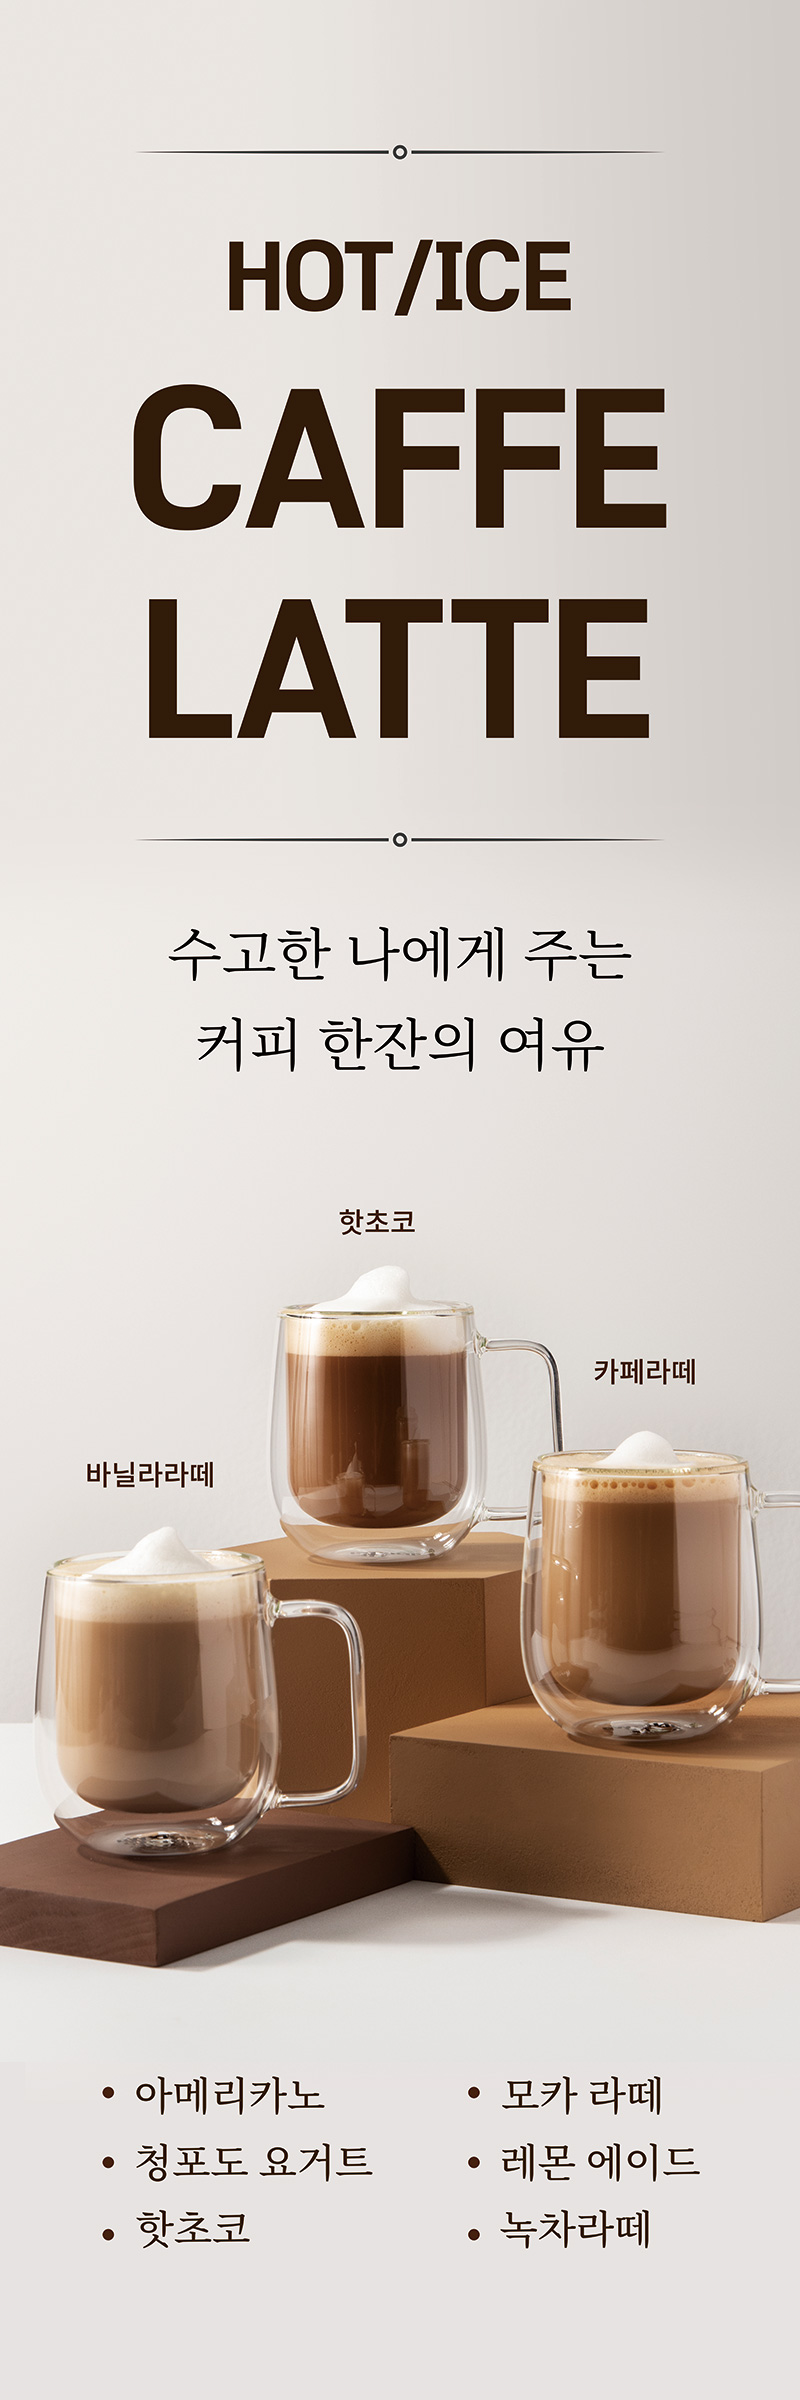 HOT/ICE
CAFFE
LATTE
수고한 나에게 주는
커피 한잔의 여유
핫초코
카페라떼
바닐라라떼
• 아메리카노
• 모카 라떼
• 청포도 요거트
• 레몬 에이드
• 핫초코
• 녹차라떼